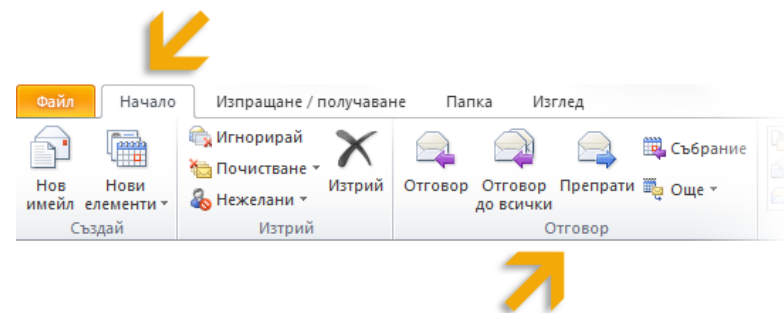 Файл Начало Изпращане / получаване Папка Изглед
Нов
имейл
Нови
елементи
Създай
Игнорирай
Почистване
Нежелани
Изтрий
Изтрий
Отговор
Отговор
до всички
Препрати
Събрание
Още
Отговор